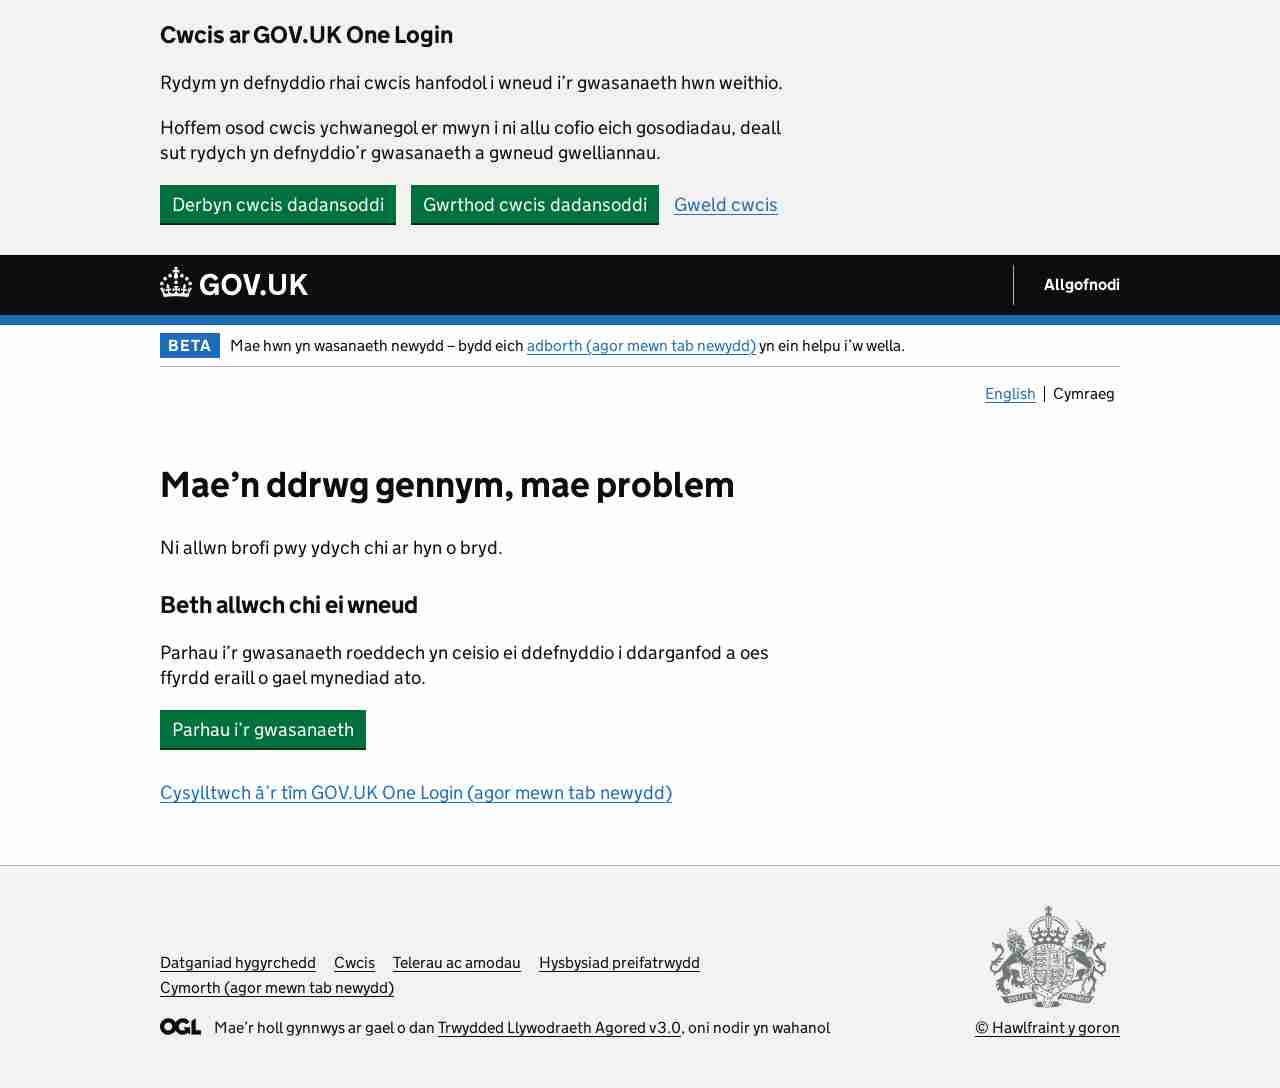 Cwcis ar GOV.UK One Login
Rydym yn defnyddio rhai cwcis hanfodol i wneud i’r gwasanaeth hwn weithio.
Hoffem osod cwcis ychwanegol er mwyn i ni allu cofio eich gosodiadau, deall
sut rydych yn defnyddio’r gwasanaeth a gwneud gwelliannau.
Derbyn cwcis dadansoddi Gwrthod cwcis dadansoddi Gweld cwcis
GOV.UK Allgofnodi
BETA Mae hwn yn wasanaeth newydd – bydd eich adborth (agor mewn tab newydd) yn ein helpu i’w wella.
English Cymraeg
Mae’n ddrwg gennym, mae problem
Ni allwn brofi pwy ydych chi ar hyn o bryd.
Beth allwch chi ei wneud
Parhau i’r gwasanaeth roeddech yn ceisio ei ddefnyddio i ddarganfod a oes
ffyrdd eraill o gael mynediad ato.
Parhau i’r gwasanaeth
Cysylltwch â’r tîm GOV.UK One Login (agor mewn tab newydd)
Datganiad hygyrchedd Cwcis Telerau ac amodau Hysbysiad preifatrwydd
Cymorth (agor mewn tab newydd)
OGL Mae’r holl gynnwys ar gael o dan Trwydded Llywodraeth Agored v3.0, oni nodir yn wahanol
© Hawlfraint y goron